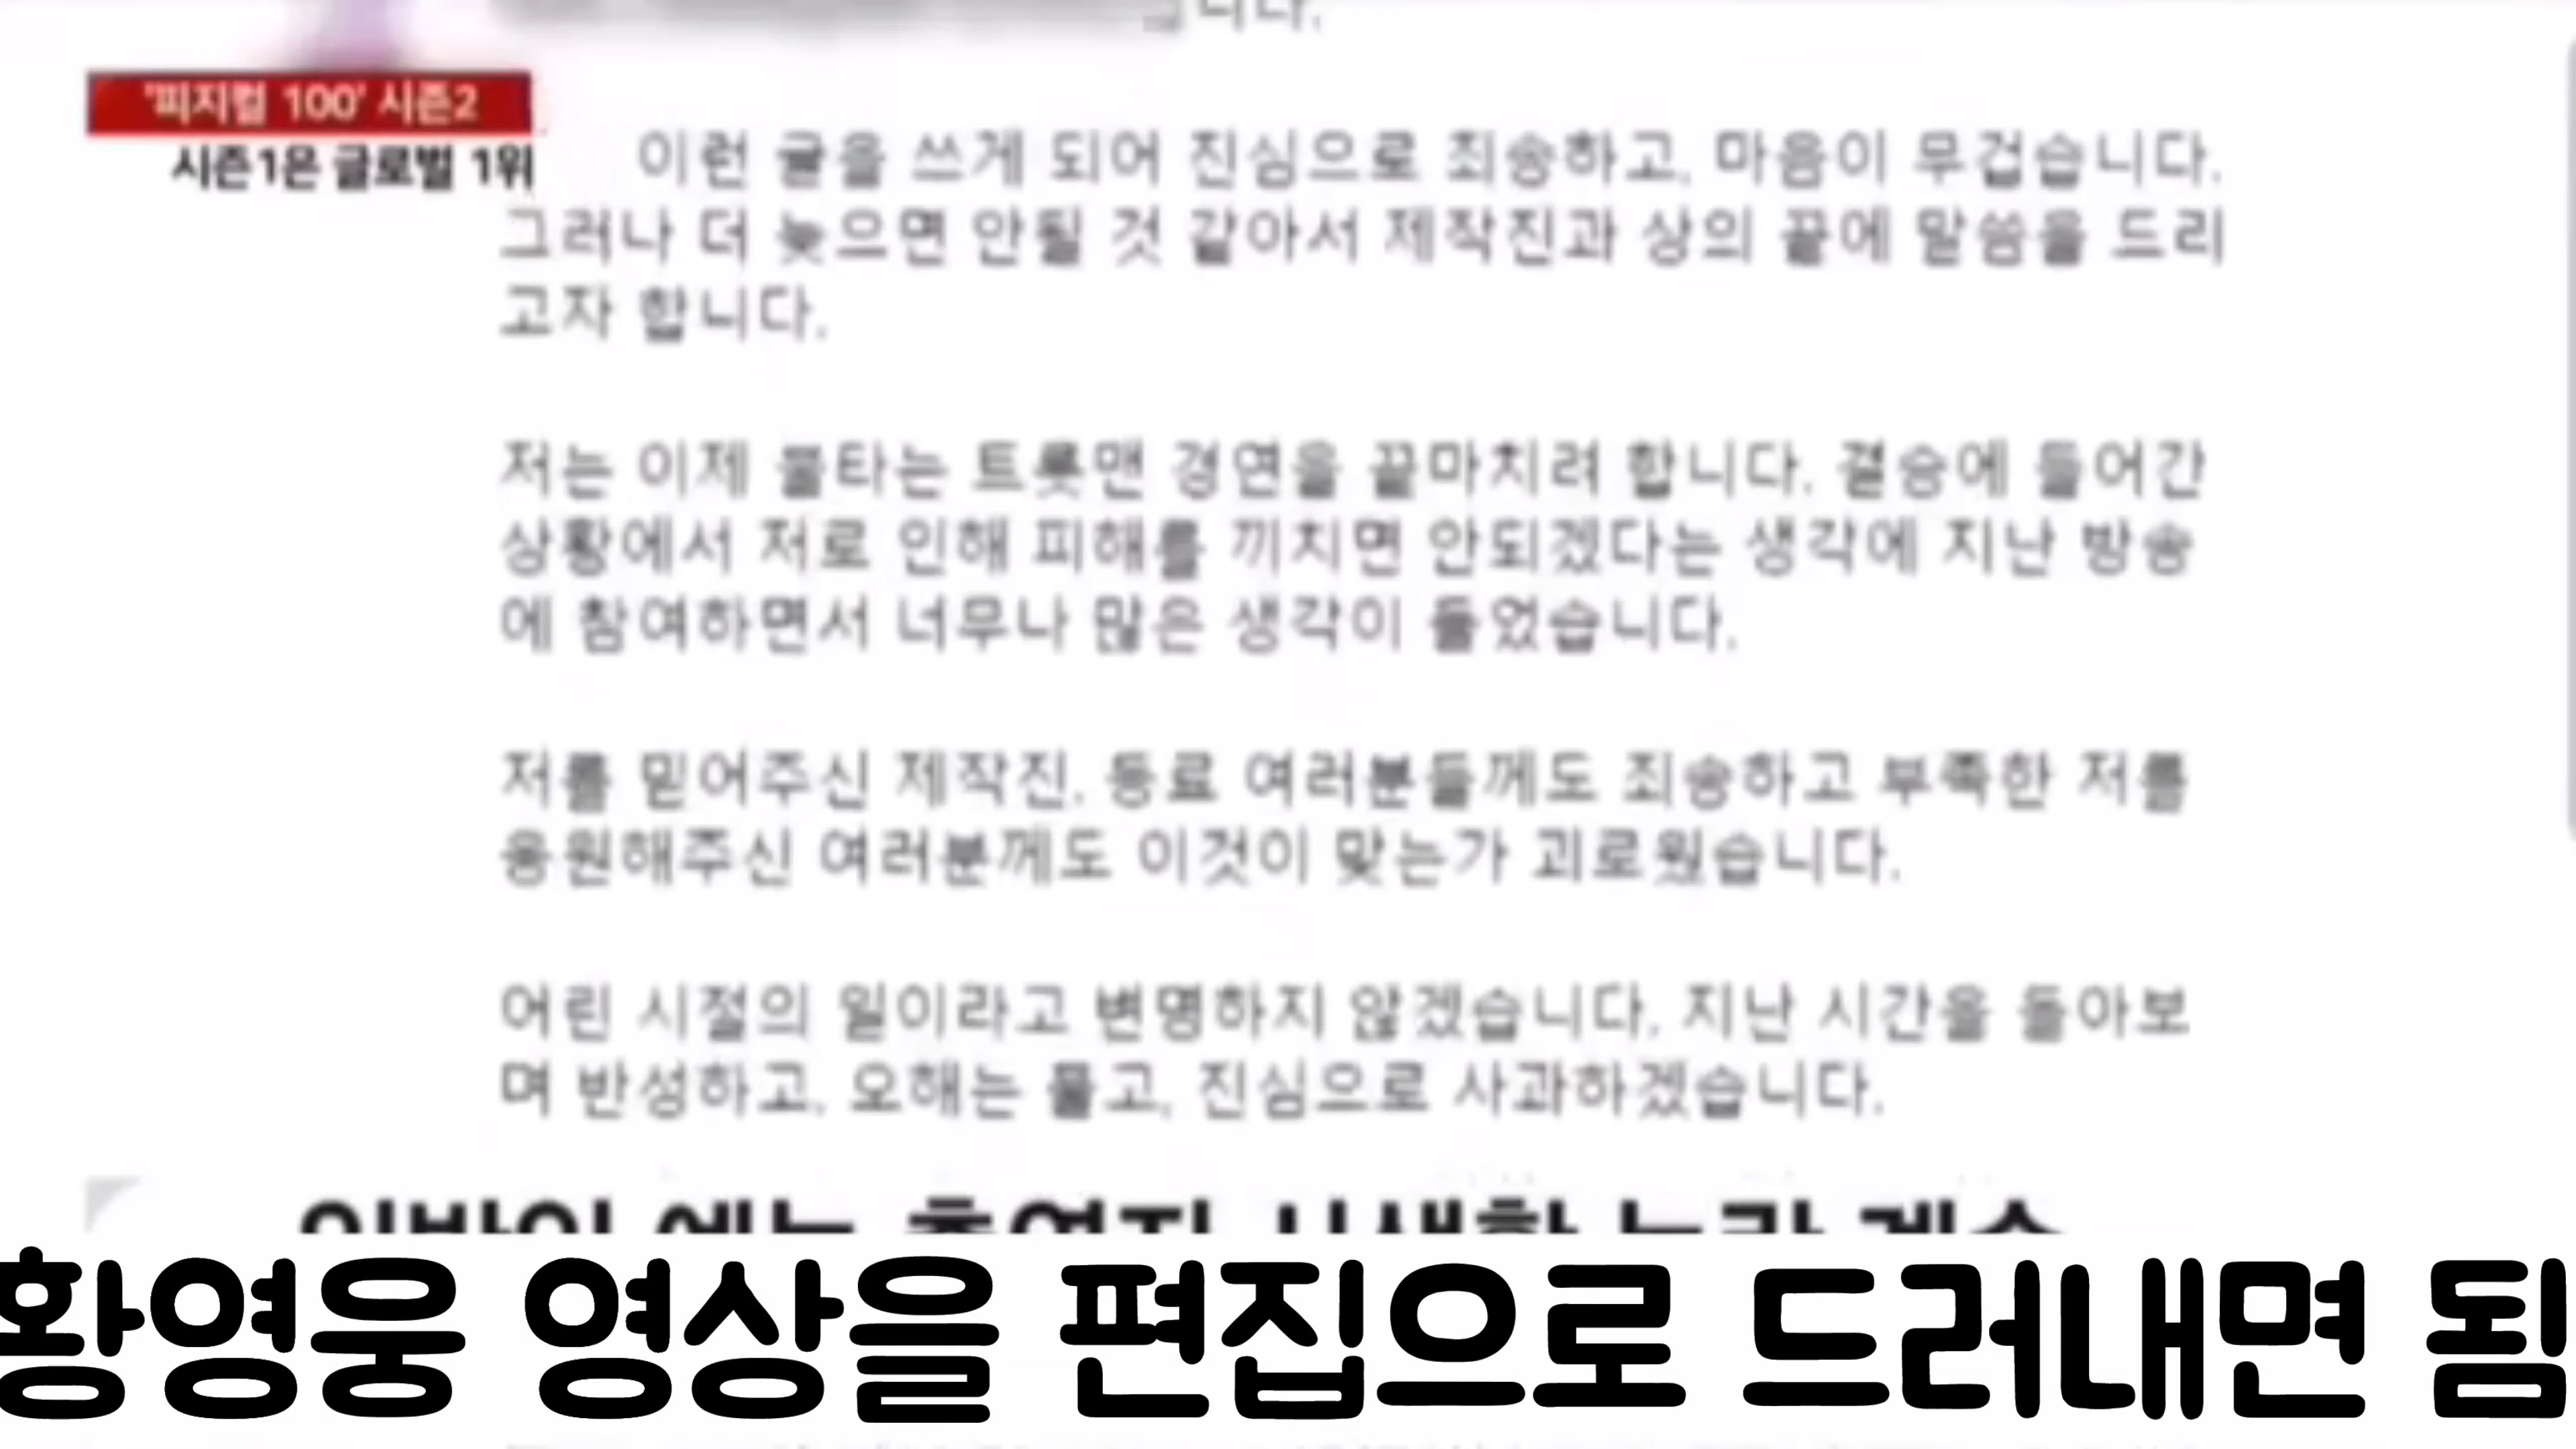 니다.
'피지컬 100' 시즌2
시즌1은 글로벌 1위
이런 글을 쓰게 되어 진심으로 죄송하고, 마음이 무겁습니다.
그러나 더 늦으면 안될 것 같아서 제작진과 상의 끝에 말씀을 드리
고자 합니다.
저는 이제 불타는 트롯맨 경연을 끝마치려 합니다. 결승에 들어간
상황에서 저로 인해 피해를 끼치면 안되겠다는 생각에 지난 방송
에 참여하면서 너무나 많은 생각이 들었습니다.
저를 믿어주신 제작진, 동료 여러분들께도 죄송하고 부족한 저를
응원해주신 여러분께도 이것이 맞는가 괴로웠습니다.
어린 시절의 일이라고 변명하지 않겠습니다. 지난 시간을 돌아보
며 반성하고, 오해는 풀고, 진심으로 사과하겠습니다.
황영웅 영상을 편집으로 드러내면 됨